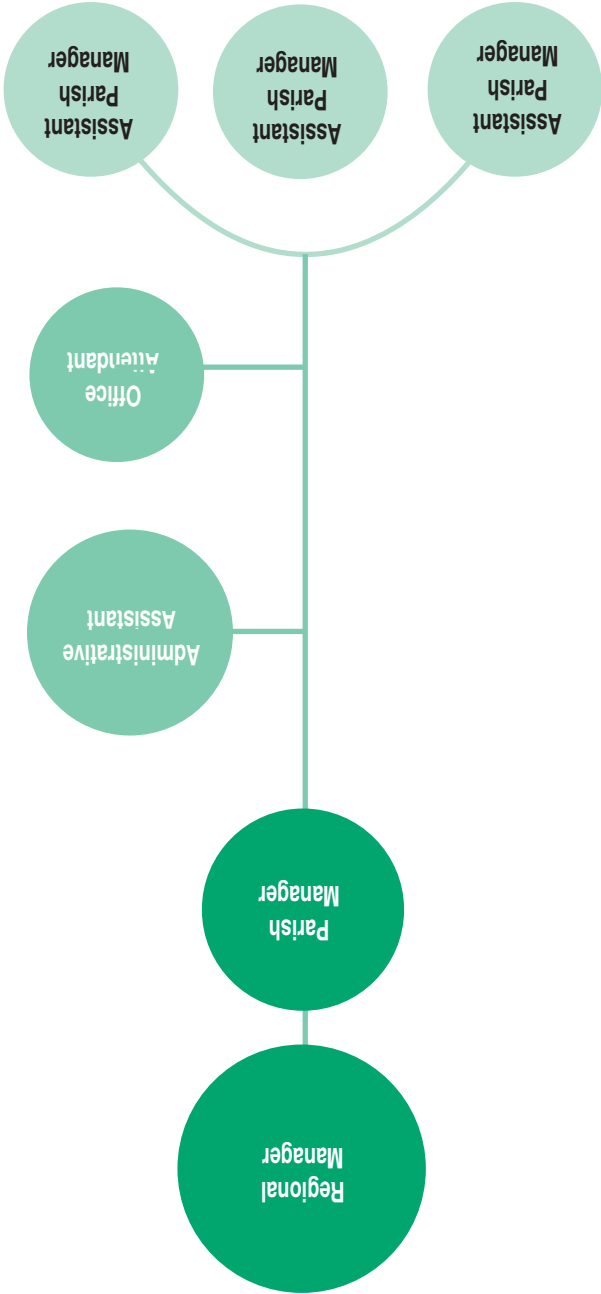 Regional
Manager
Parish
Manager
Administrative
Assistant
Office
Attendant
Assistant
Parish
Manager
Assistant
Parish
Manager
Assistant
Parish
Manager